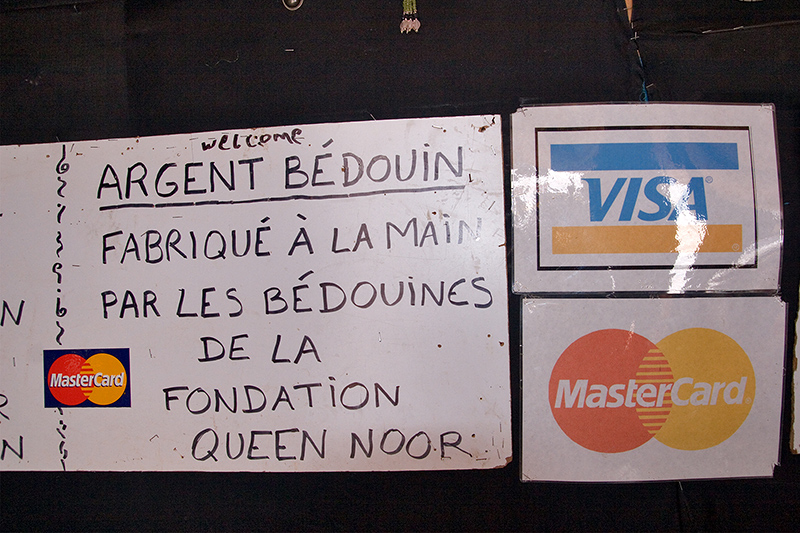 welcome
ARGENT BÉDOUIN
FABRIQUÉ À LA MAIN
PAR LES BÉDOUINES
DE LA
FONDATION
QUEEN NOOR
MasterCard
VISA
MasterCard